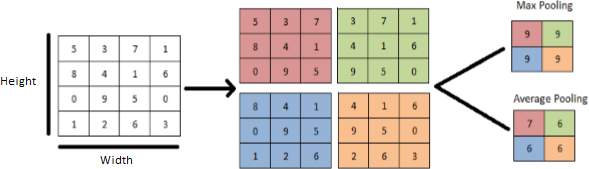 Height
5 3 7 1
8 4 1 6
0 9 5 0
1 2 6 3
Width
5 3 7
8 4 1
0 9 5
3 7 1
4 1 6
9 5 0
8 4 1
0 9 5
1 2 6
4 1 6
9 5 0
2 6 3
Max Pooling
9 9
9 9
Average Pooling
7 6
6 6